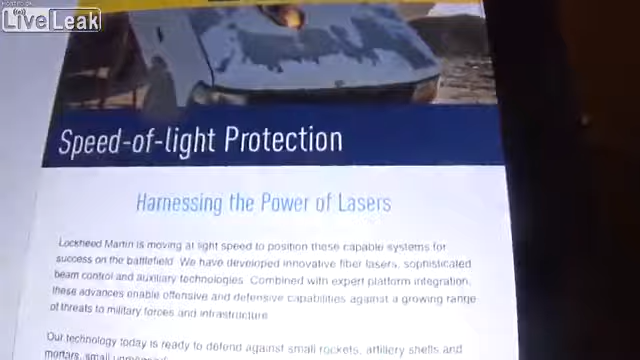 LiveLeak
Speed-of-light Protection
Harnessing the Power of Lasers
Lockheed Martin is moving at light speed to position these capable systems for
success on the battlefield. We have developed innovative fiber lasers, sophisticated
beam control and auxiliary technologies. Combined with expert platform integration,
these advances enable offensive and defensive capabilities against a growing range
of threats to military forces and infrastructure.
Our technology today is ready to defend against small rockets, artillery shells and
mortars, small